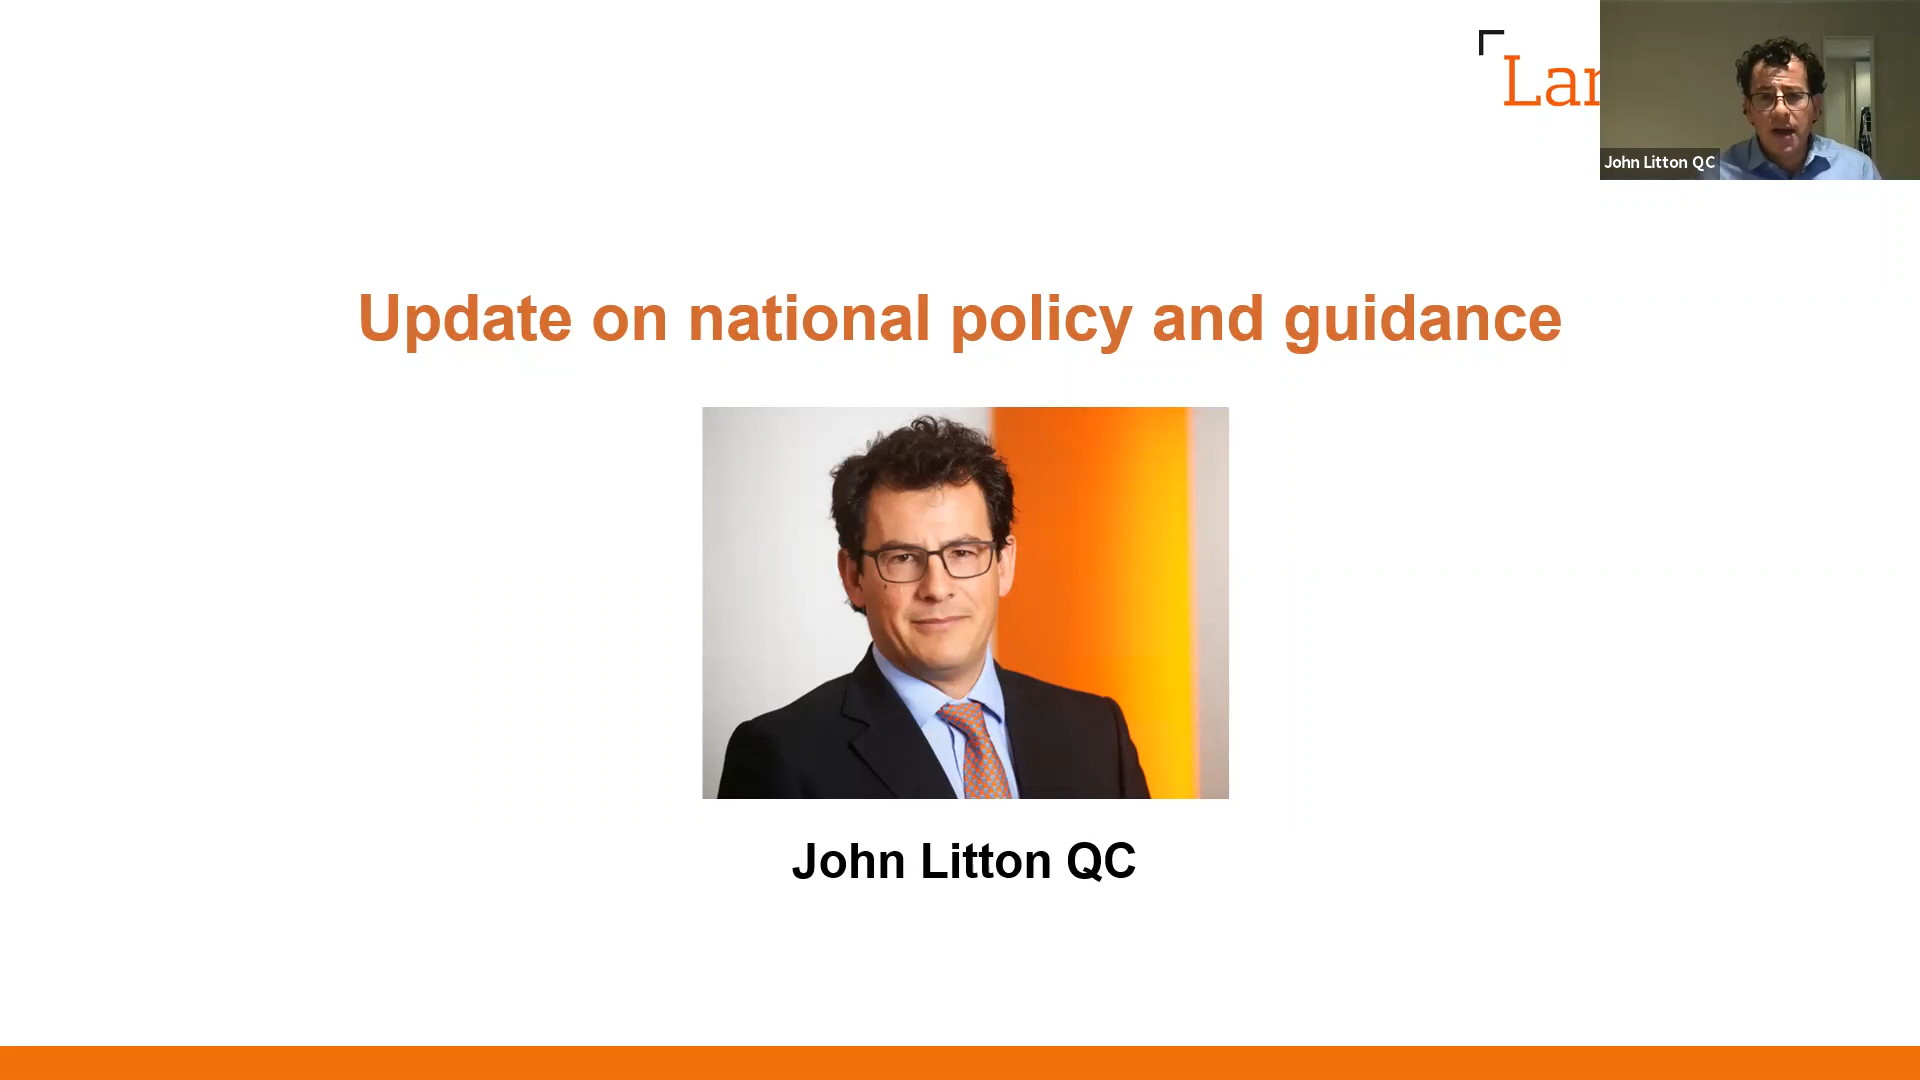 Lar
John Litton QC
Update on national policy and guidance
John Litton QC